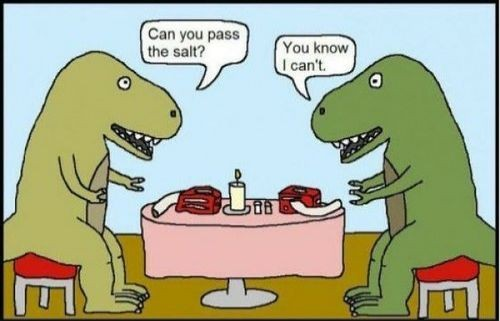 Can you pass
the salt?
You know
I can't.